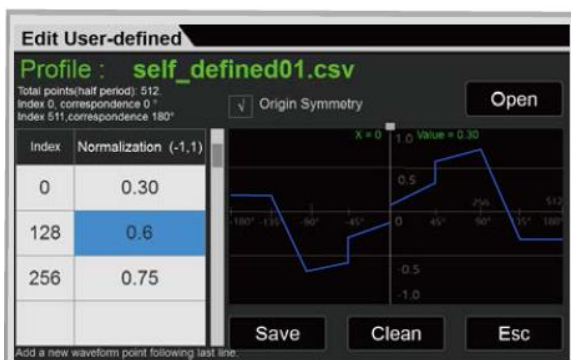 Edit User-defined
Profile : self_defined01.csv
Total points(half period): 512.
Index 0, correspondence 0 °
Index 511,correspondence 180°
√ Origin Symmetry
Open
Index Normalization (-1,1)
0 0.30
128 0.6
256 0.75
X = 0 Value = 0.30
1.0
0.5
256 512
-180° -135 -90° -45° 0 45° 90° 35° 180°
-0.5
-1.0
Save Clean Esc
Add a new waveform point following last line.